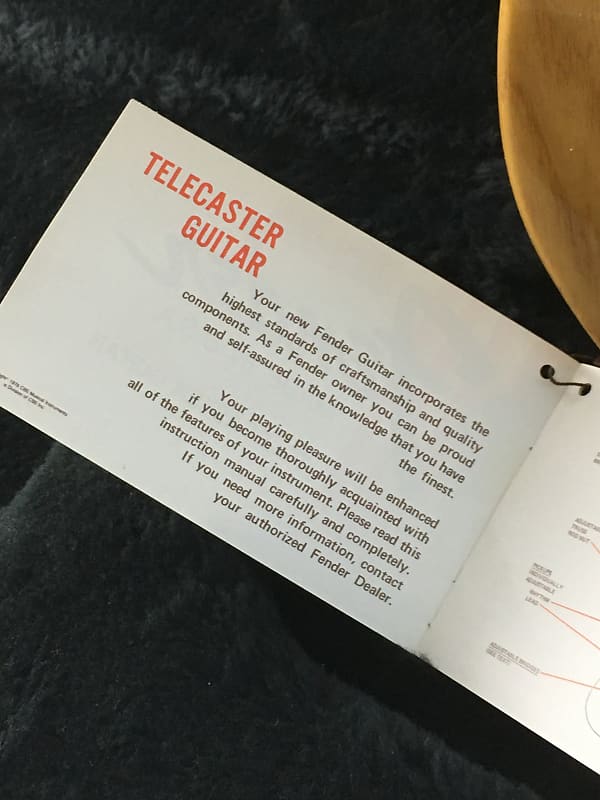 TELECASTER
GUITAR
Your new Fender Guitar incorporates the
highest standards of craftsmanship and quality
components. As a Fender owner you can be proud
and self-assured in the knowledge that you have
the finest.
Your playing pleasure will be enhanced
if you become thoroughly acquainted with
all of the features of your instrument. Please read this
instruction manual carefully and completely.
If you need more information, contact
your authorized Fender Dealer.
CBS Musical Instruments
a Division of CBS Inc.
ADJUSTABLE
TRUSS
ROD NUT
PICKUPS
INDIVIDUALLY
ADJUSTABLE
RHYTHM
LEAD
ADJUSTABLE BRIDGES
(SEE TEXT)